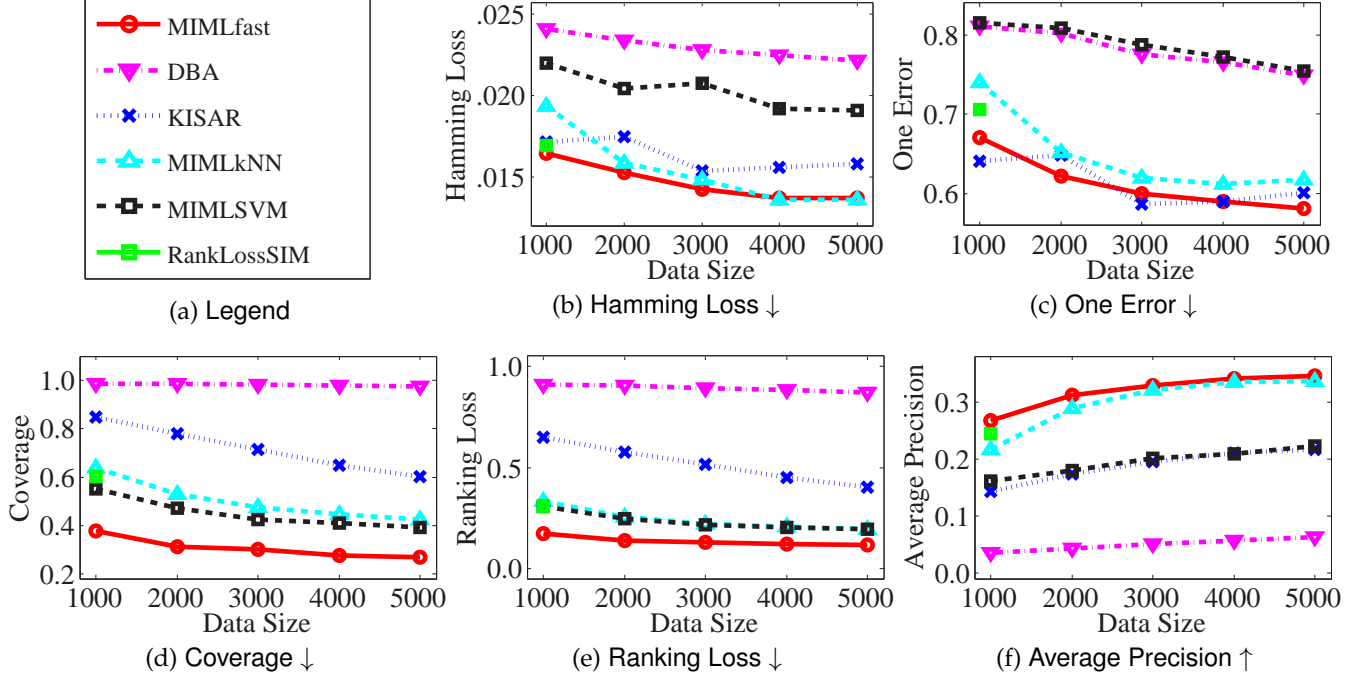 MIMLfast
DBA
KISAR
MIMLkNN
MIMLSVM
RankLossSIM
(a) Legend
Hamming Loss
.025
.020
.015
1000 2000 3000 4000 5000
Data Size
(b) Hamming Loss ↓
One Error
0.8
0.7
0.6
1000 2000 3000 4000 5000
Data Size
(c) One Error ↓
Coverage
1.0
0.8
0.6
0.4
0.2
1000 2000 3000 4000 5000
Data Size
(d) Coverage ↓
Ranking Loss
1.0
0.5
0.0
1000 2000 3000 4000 5000
Data Size
(e) Ranking Loss ↓
Average Precision
0.3
0.2
0.1
0.0
1000 2000 3000 4000 5000
Data Size
(f) Average Precision ↑